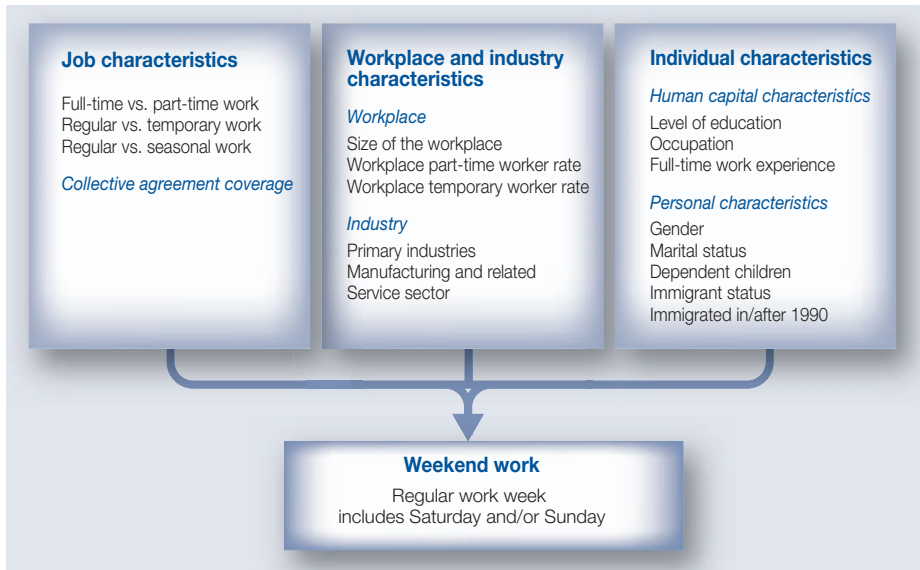 Job characteristics
Full-time vs. part-time work
Regular vs. temporary work
Regular vs. seasonal work
Collective agreement coverage
Workplace and industry
characteristics
Workplace
Size of the workplace
Workplace part-time worker rate
Workplace temporary worker rate
Industry
Primary industries
Manufacturing and related
Service sector
Individual characteristics
Human capital characteristics
Level of education
Occupation
Full-time work experience
Personal characteristics
Gender
Marital status
Dependent children
Immigrant status
Immigrated in/after 1990
Weekend work
Regular work week
includes Saturday and/or Sunday